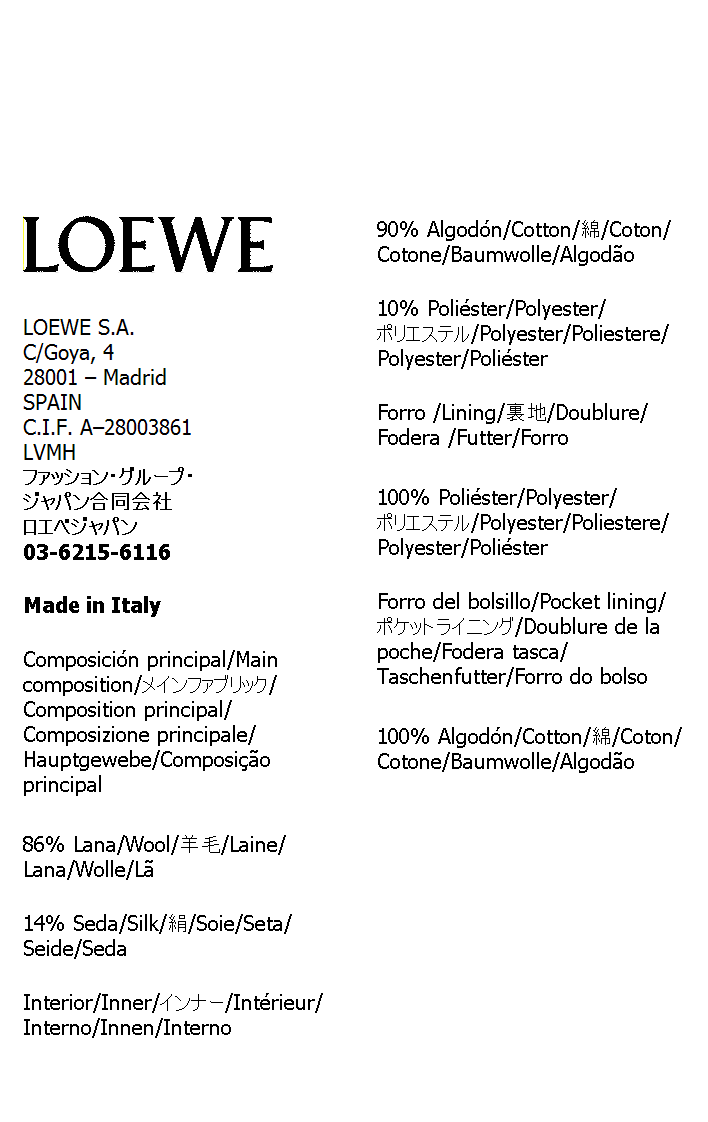 LOEWE
LOEWE S.A.
C/Goya, 4
28001 – Madrid
SPAIN
C.I.F. A–28003861
LVMH
ファッション・グループ・
ジャパン合同会社
ロエベジャパン
03-6215-6116
Made in Italy
Composición principal/Main
composition/メインファブリック/
Composition principal/
Composizione principale/
Hauptgewebe/Composição
principal
86% Lana/Wool/羊毛/Laine/
Lana/Wolle/Lã
14% Seda/Silk/絹/Soie/Seta/
Seide/Seda
Interior/Inner/インナー/Intérieur/
Interno/Innen/Interno
90% Algodón/Cotton/綿/Coton/
Cotone/Baumwolle/Algodão
10% Poliéster/Polyester/
ポリエステル/Polyester/Poliestere/
Polyester/Poliéster
Forro /Lining/裏地/Doublure/
Fodera /Futter/Forro
100% Poliéster/Polyester/
ポリエステル/Polyester/Poliestere/
Polyester/Poliéster
Forro del bolsillo/Pocket lining/
ポケットライニング/Doublure de la
poche/Fodera tasca/
Taschenfutter/Forro do bolso
100% Algodón/Cotton/綿/Coton/
Cotone/Baumwolle/Algodão